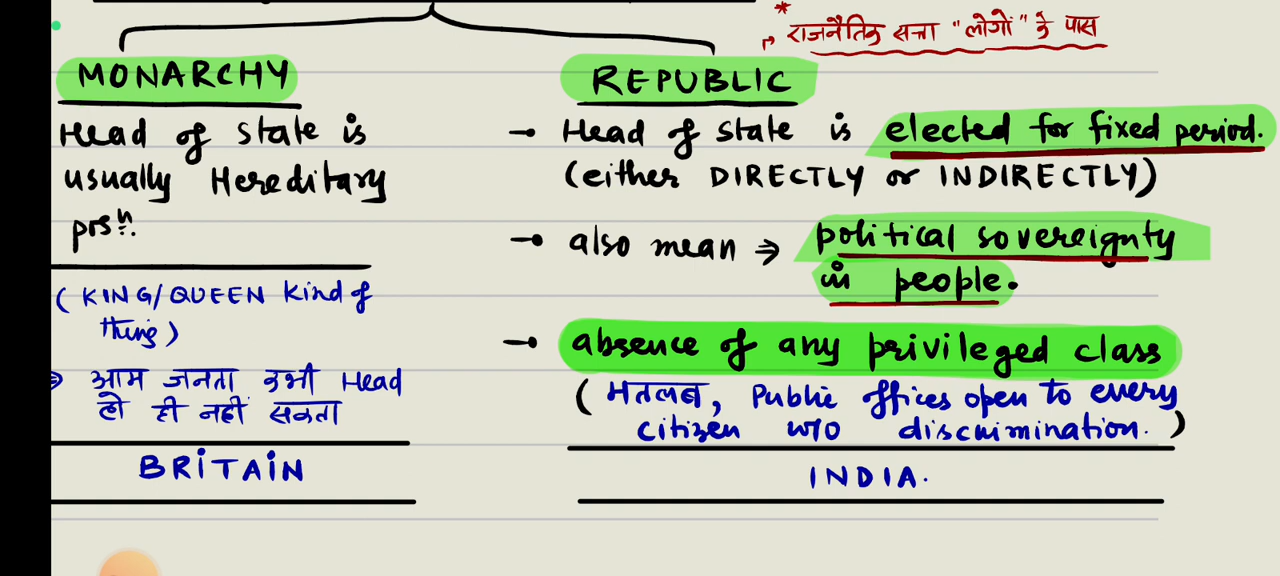 * राजनैतिक सत्ता "लोगो" के पास
MONARCHY
Head of state is
usually Hereditary
posⁿ.
(KING/QUEEN kind of
thing)
⇒ आम जनता कभी Head
हो ही नहीं सकता
BRITAIN
REPUBLIC
→ Head of state is elected for fixed period.
(either DIRECTLY or INDIRECTLY)
→ also mean ⇒ political sovereignty
in people.
→ absence of any privileged class
(मतलब, Public offices open to every
citizen w/o discrimination.)
INDIA.